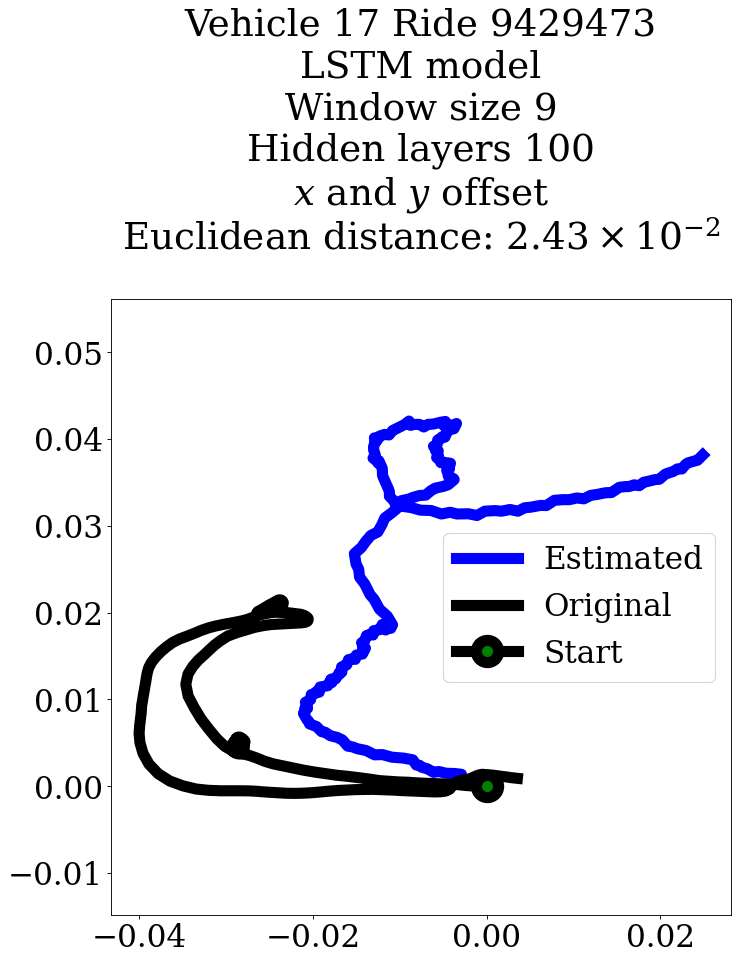 Vehicle 17 Ride 9429473
LSTM model
Window size 9
Hidden layers 100
x and y offset
Euclidean distance: 2.43 × 10⁻²
0.05
0.04
0.03
0.02
0.01
0.00
−0.01
Estimated
Original
Start
−0.04 −0.02 0.00 0.02